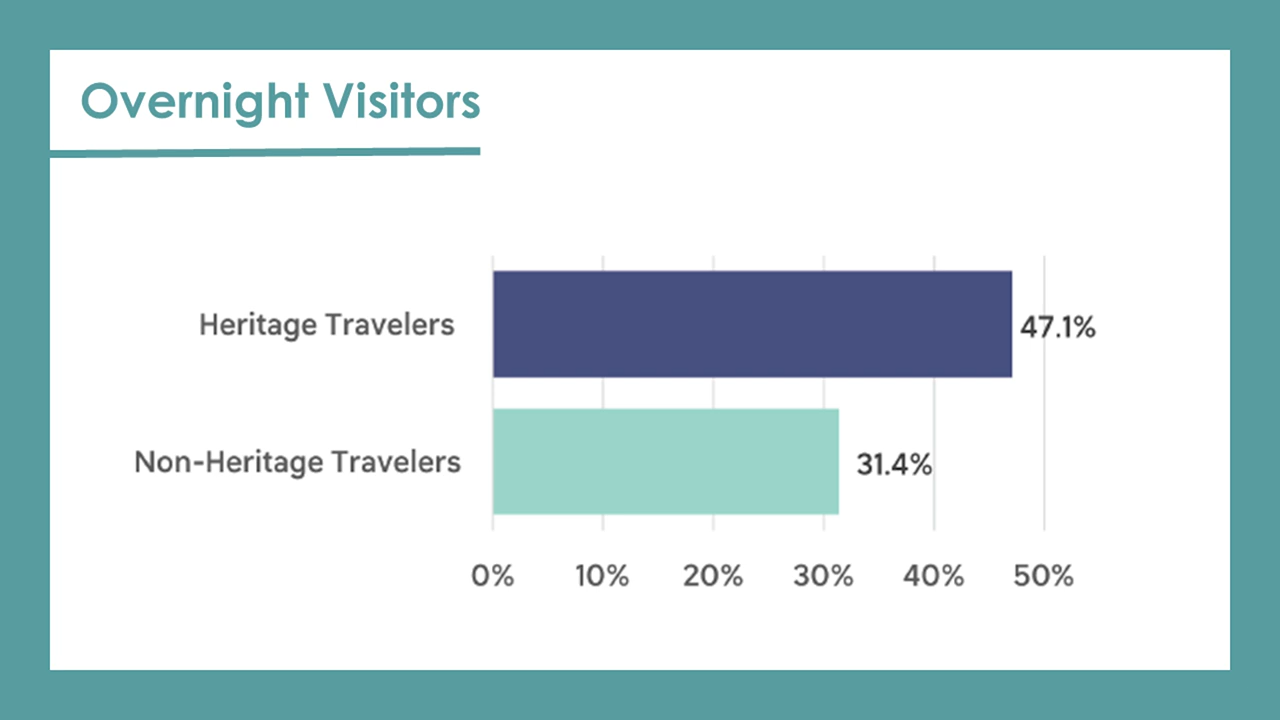 Overnight Visitors
Heritage Travelers 47.1%
Non-Heritage Travelers 31.4%
0% 10% 20% 30% 40% 50%